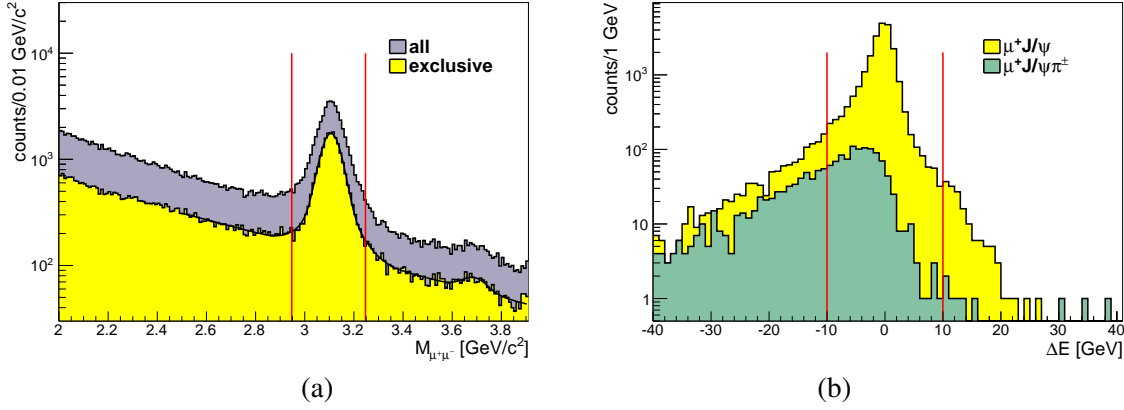 counts/0.01 GeV/c²
10⁴
10³
10²
all
exclusive
2 2.2 2.4 2.6 2.8 3 3.2 3.4 3.6 3.8
M_μ⁺μ⁻ [GeV/c²]
(a)
counts/1 GeV
10³
10²
10
1
μ⁺J/ψ
μ⁺J/ψπ±
-40 -30 -20 -10 0 10 20 30 40
ΔE [GeV]
(b)